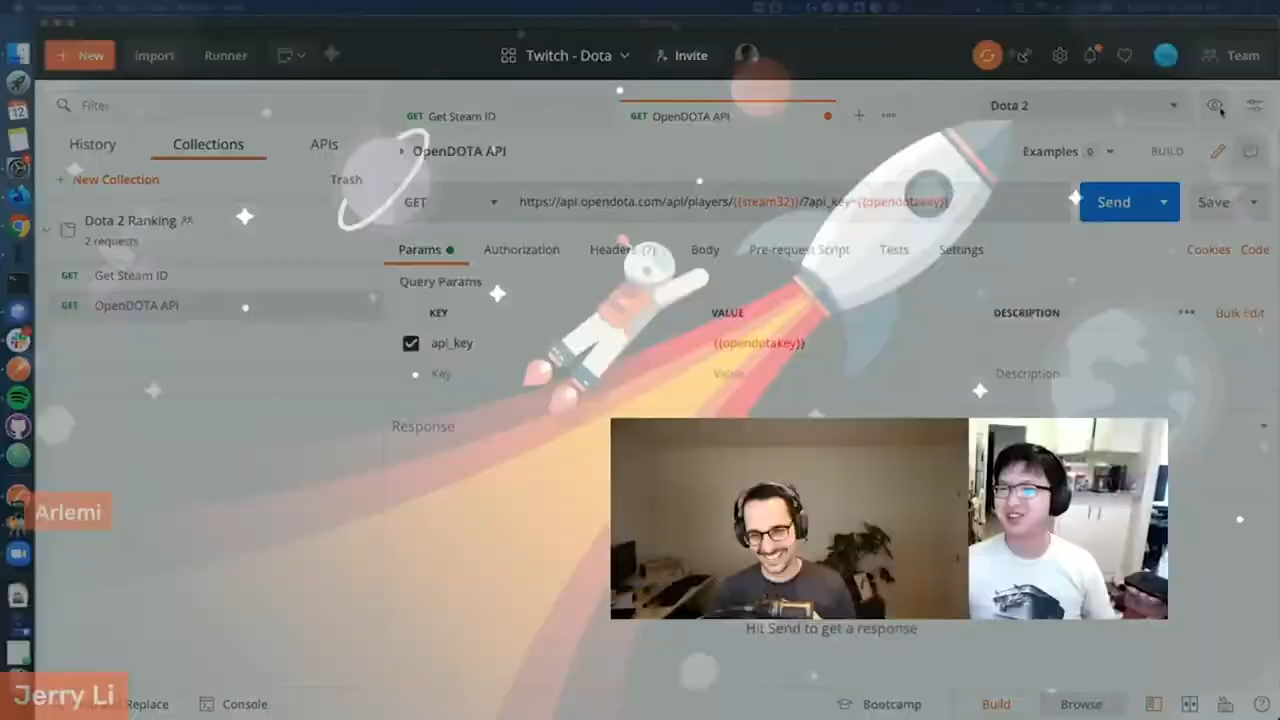 New
Import
Runner
Twitch - Dota
Invite
Team
Filter
GET Get Steam ID
GET OpenDOTA API
Dota 2
History
Collections
APIs
OpenDOTA API
Examples 0
BUILD
New Collection
Trash
GET
https://api.opendota.com/api/players/{{steam32}}/?api_key={{opendotakey}}
Send
Save
Dota 2 Ranking
2 requests
Params
Authorization
Headers (7)
Body
Pre-request Script
Tests
Settings
Cookies
Code
GET Get Steam ID
Query Params
GET OpenDOTA API
KEY
VALUE
DESCRIPTION
Bulk Edit
api_key
{{opendotakey}}
Key
Value
Description
Response
Arlemi
Hit Send to get a response
Jerry Li
Replace
Console
Bootcamp
Build
Browse